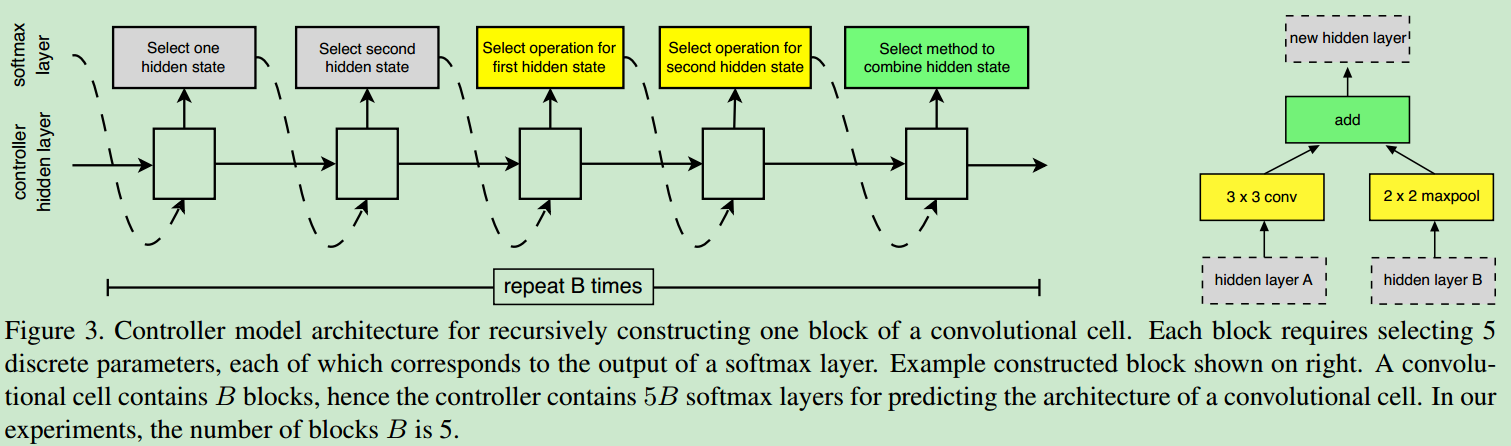 softmax
layer
controller
hidden layer
Select one
hidden state
Select second
hidden state
Select operation for
first hidden state
Select operation for
second hidden state
Select method to
combine hidden state
repeat B times
new hidden layer
add
3 x 3 conv
2 x 2 maxpool
hidden layer A
hidden layer B
Figure 3. Controller model architecture for recursively constructing one block of a convolutional cell. Each block requires selecting 5
discrete parameters, each of which corresponds to the output of a softmax layer. Example constructed block shown on right. A convolu-
tional cell contains B blocks, hence the controller contains 5B softmax layers for predicting the architecture of a convolutional cell. In our
experiments, the number of blocks B is 5.